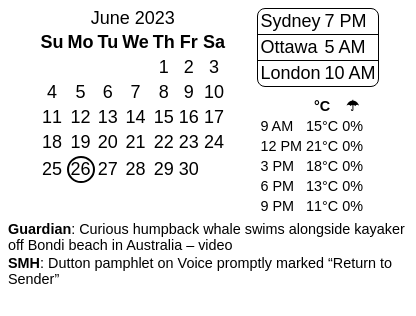 June 2023
Su Mo Tu We Th Fr Sa
1 2 3
4 5 6 7 8 9 10
11 12 13 14 15 16 17
18 19 20 21 22 23 24
25 26 27 28 29 30
Sydney 7 PM
Ottawa 5 AM
London 10 AM
°C ☂
9 AM 15°C 0%
12 PM 21°C 0%
3 PM 18°C 0%
6 PM 13°C 0%
9 PM 11°C 0%
Guardian: Curious humpback whale swims alongside kayaker
off Bondi beach in Australia – video
SMH: Dutton pamphlet on Voice promptly marked “Return to
Sender”